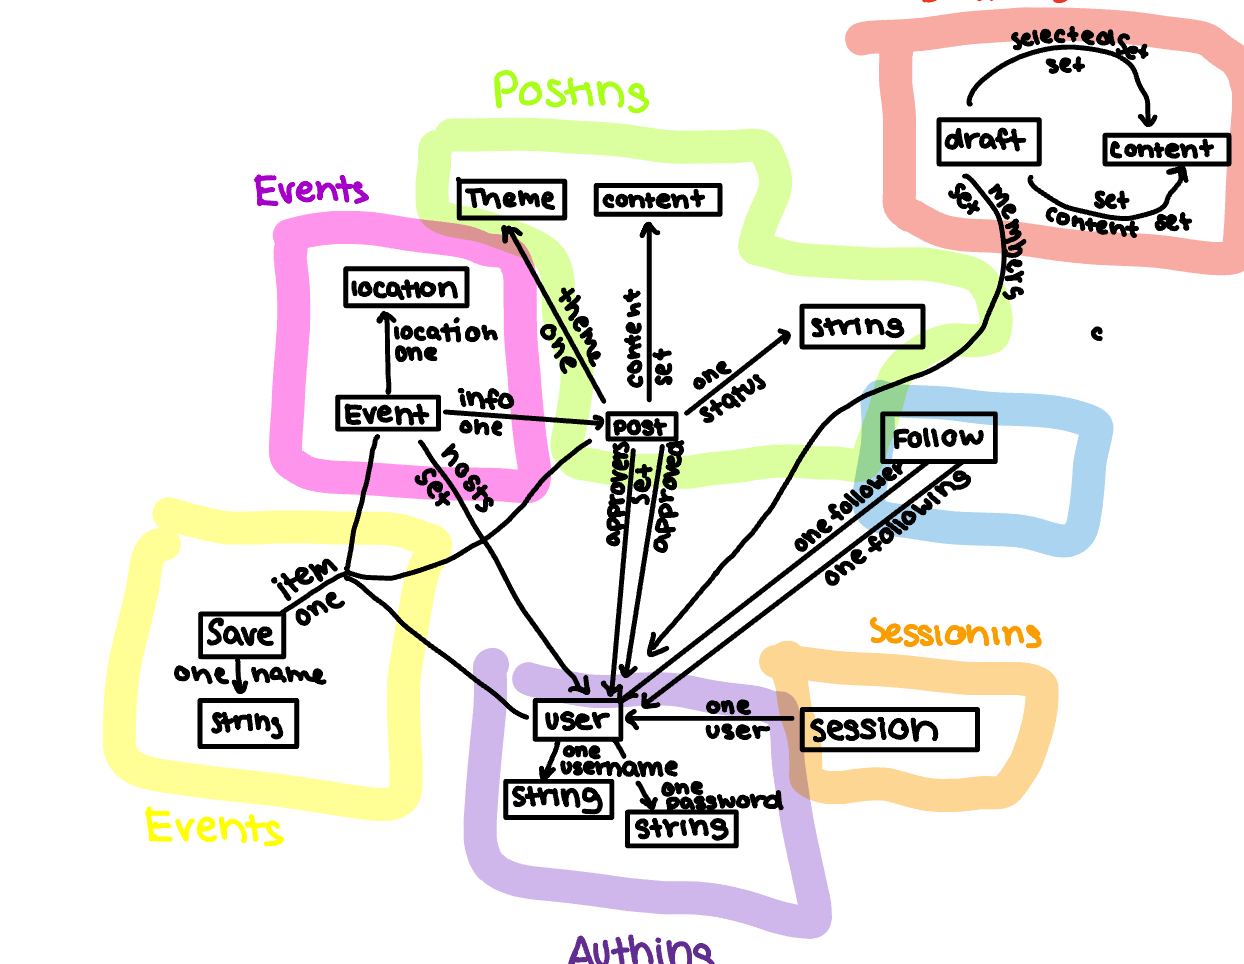 selectedSet
set
Posting
draft
content
Events
Theme
content
set
members
set
content
set
location
theme
one
content
set
string
location
one
one
status
c
Event
info
one
post
Follow
hosts
set
approvers
set
approved
one follower
one following
item
one
Save
Sessioning
one name
string
user
one
user
session
one
username
string
one
password
string
Events
Authing